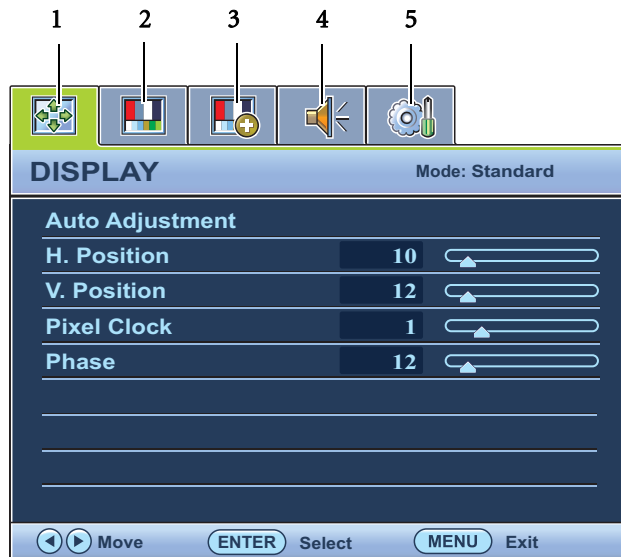 1 2 3 4 5
DISPLAY Mode: Standard
Auto Adjustment
H. Position 10
V. Position 12
Pixel Clock 1
Phase 12
Move ENTER Select MENU Exit